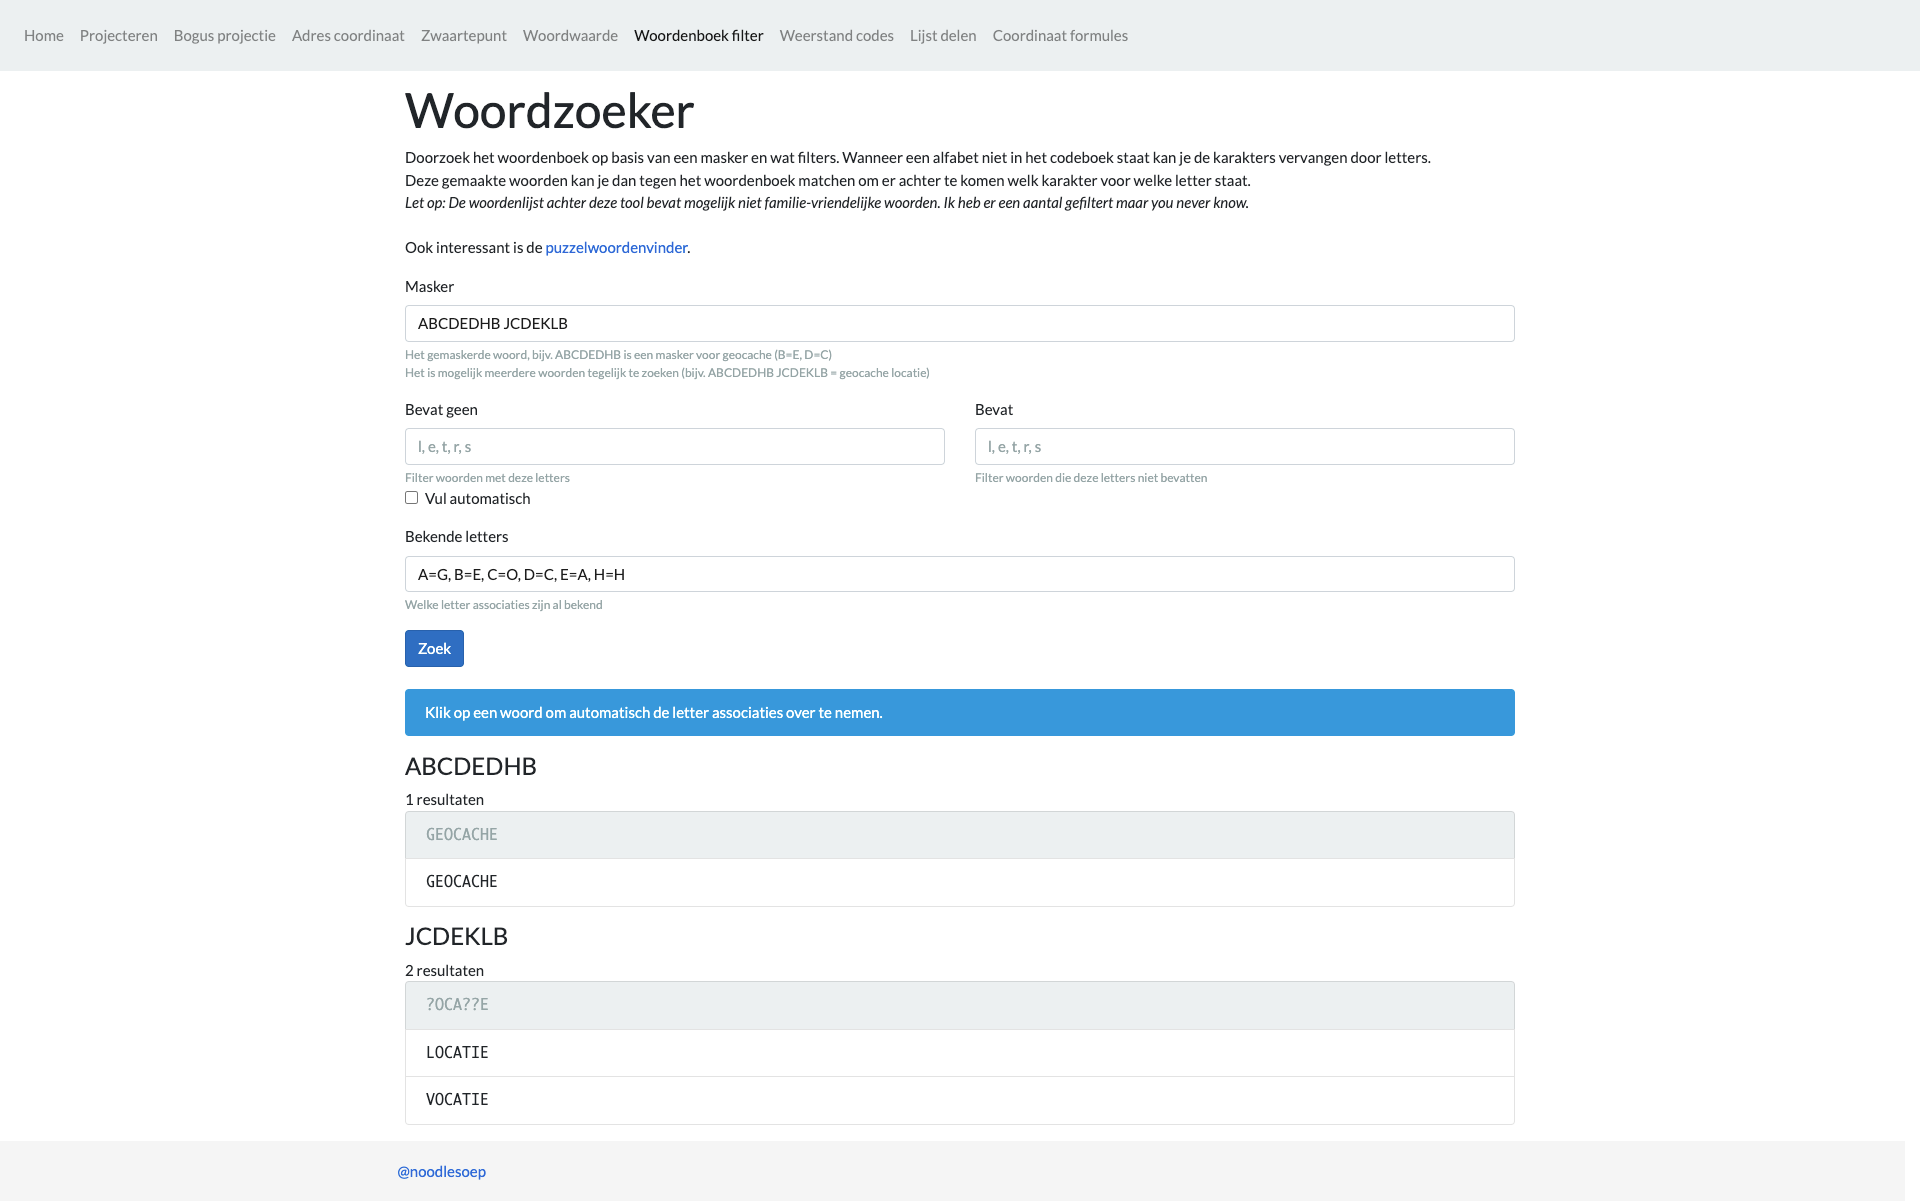 Home Projecteren Bogus projectie Adres coordinaat Zwaartepunt Woordwaarde Woordenboek filter Weerstand codes Lijst delen Coordinaat formules
Woordzoeker
Doorzoek het woordenboek op basis van een masker en wat filters. Wanneer een alfabet niet in het codeboek staat kan je de karakters vervangen door letters.
Deze gemaakte woorden kan je dan tegen het woordenboek matchen om er achter te komen welk karakter voor welke letter staat.
Let op: De woordenlijst achter deze tool bevat mogelijk niet familie-vriendelijke woorden. Ik heb er een aantal gefiltert maar you never know.
Ook interessant is de puzzelwoordenvinder.
Masker
ABCDEDHB JCDEKLB
Het gemaskerde woord, bijv. ABCDEDHB is een masker voor geocache (B=E, D=C)
Het is mogelijk meerdere woorden tegelijk te zoeken (bijv. ABCDEDHB JCDEKLB = geocache locatie)
Bevat geen Bevat
l, e, t, r, s l, e, t, r, s
Filter woorden met deze letters Filter woorden die deze letters niet bevatten
Vul automatisch
Bekende letters
A=G, B=E, C=O, D=C, E=A, H=H
Welke letter associaties zijn al bekend
Zoek
Klik op een woord om automatisch de letter associaties over te nemen.
ABCDEDHB
1 resultaten
GEOCACHE
GEOCACHE
JCDEKLB
2 resultaten
?OCA??E
LOCATIE
VOCATIE
@noodlesoep